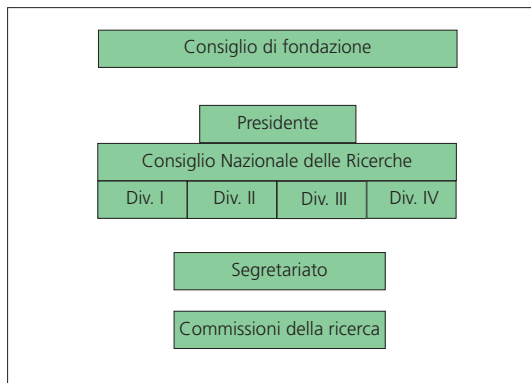 Consiglio di fondazione
Presidente
Consiglio Nazionale delle Ricerche
Div. I Div. II Div. III Div. IV
Segretariato
Commissioni della ricerca